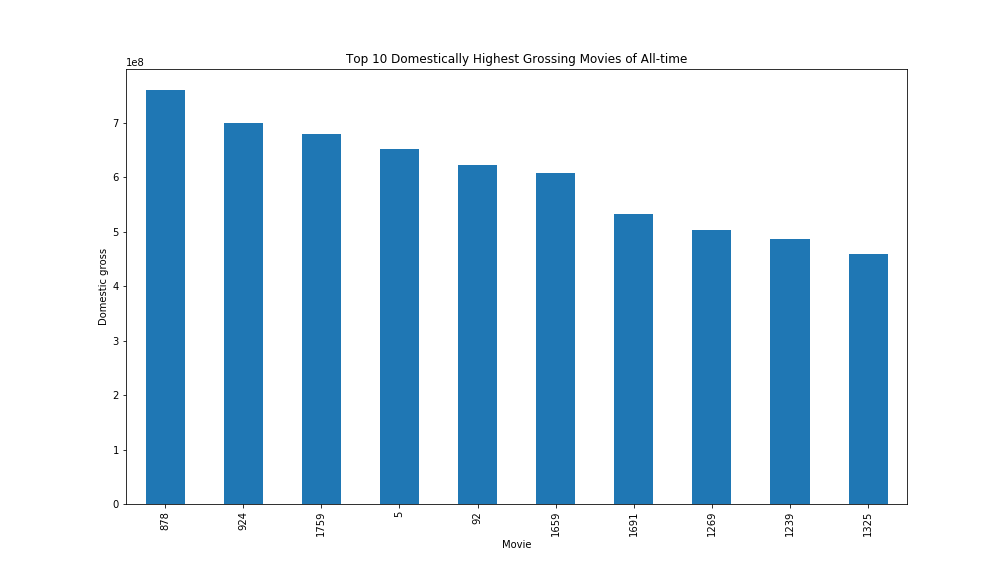 Top 10 Domestically Highest Grossing Movies of All-time
1e8
7
6
5
4
3
2
1
0
Domestic gross
878 924 1759 5 92 1659 1691 1269 1239 1325
Movie